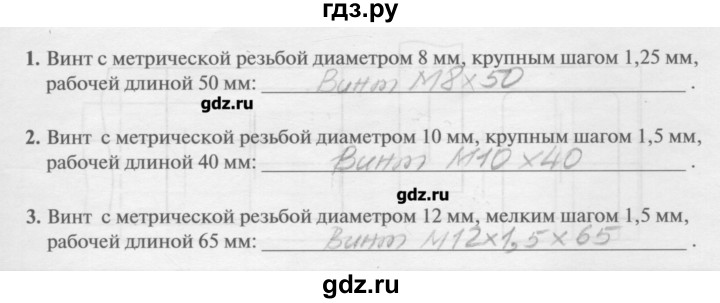 гдз.ру
1. Винт с метрической резьбой диаметром 8 мм, крупным шагом 1,25 мм,
рабочей длиной 50 мм: Винт М8×50.
gdz.ru
2. Винт с метрической резьбой диаметром 10 мм, крупным шагом 1,5 мм,
рабочей длиной 40 мм: Винт М10×40.
gdz.ru
3. Винт с метрической резьбой диаметром 12 мм, мелким шагом 1,5 мм,
рабочей длиной 65 мм: Винт М12×1,5×65.
gdz.ru